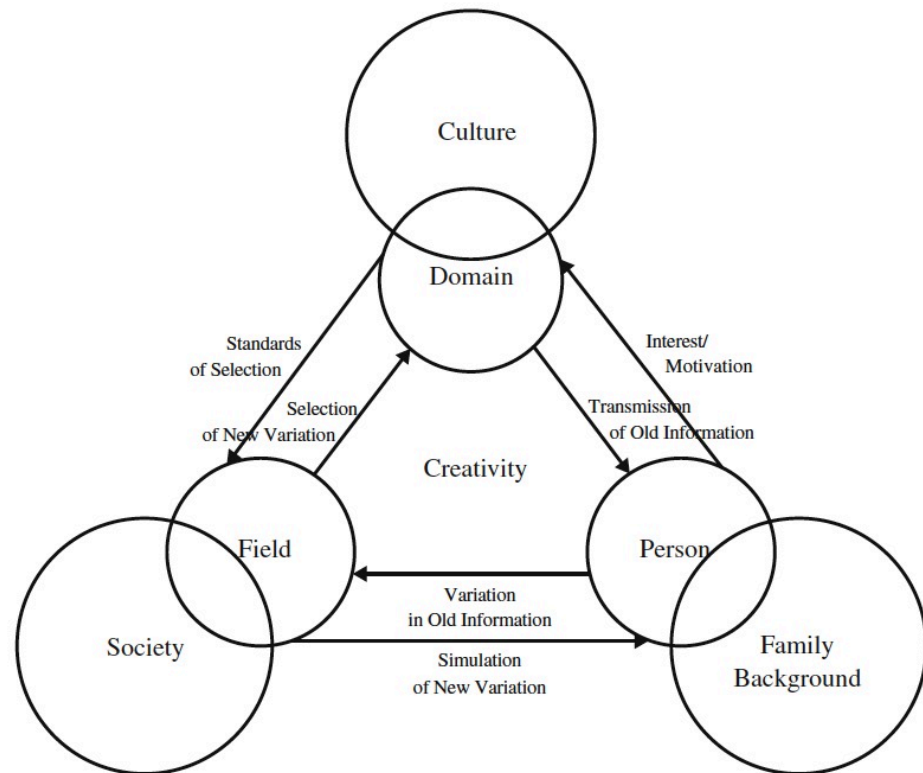 Culture
Domain
Standards
of Selection
Interest/
Motivation
Selection
of New Variation
Transmission
of Old Information
Creativity
Field
Person
Variation
in Old Information
Society
Simulation
of New Variation
Family
Background